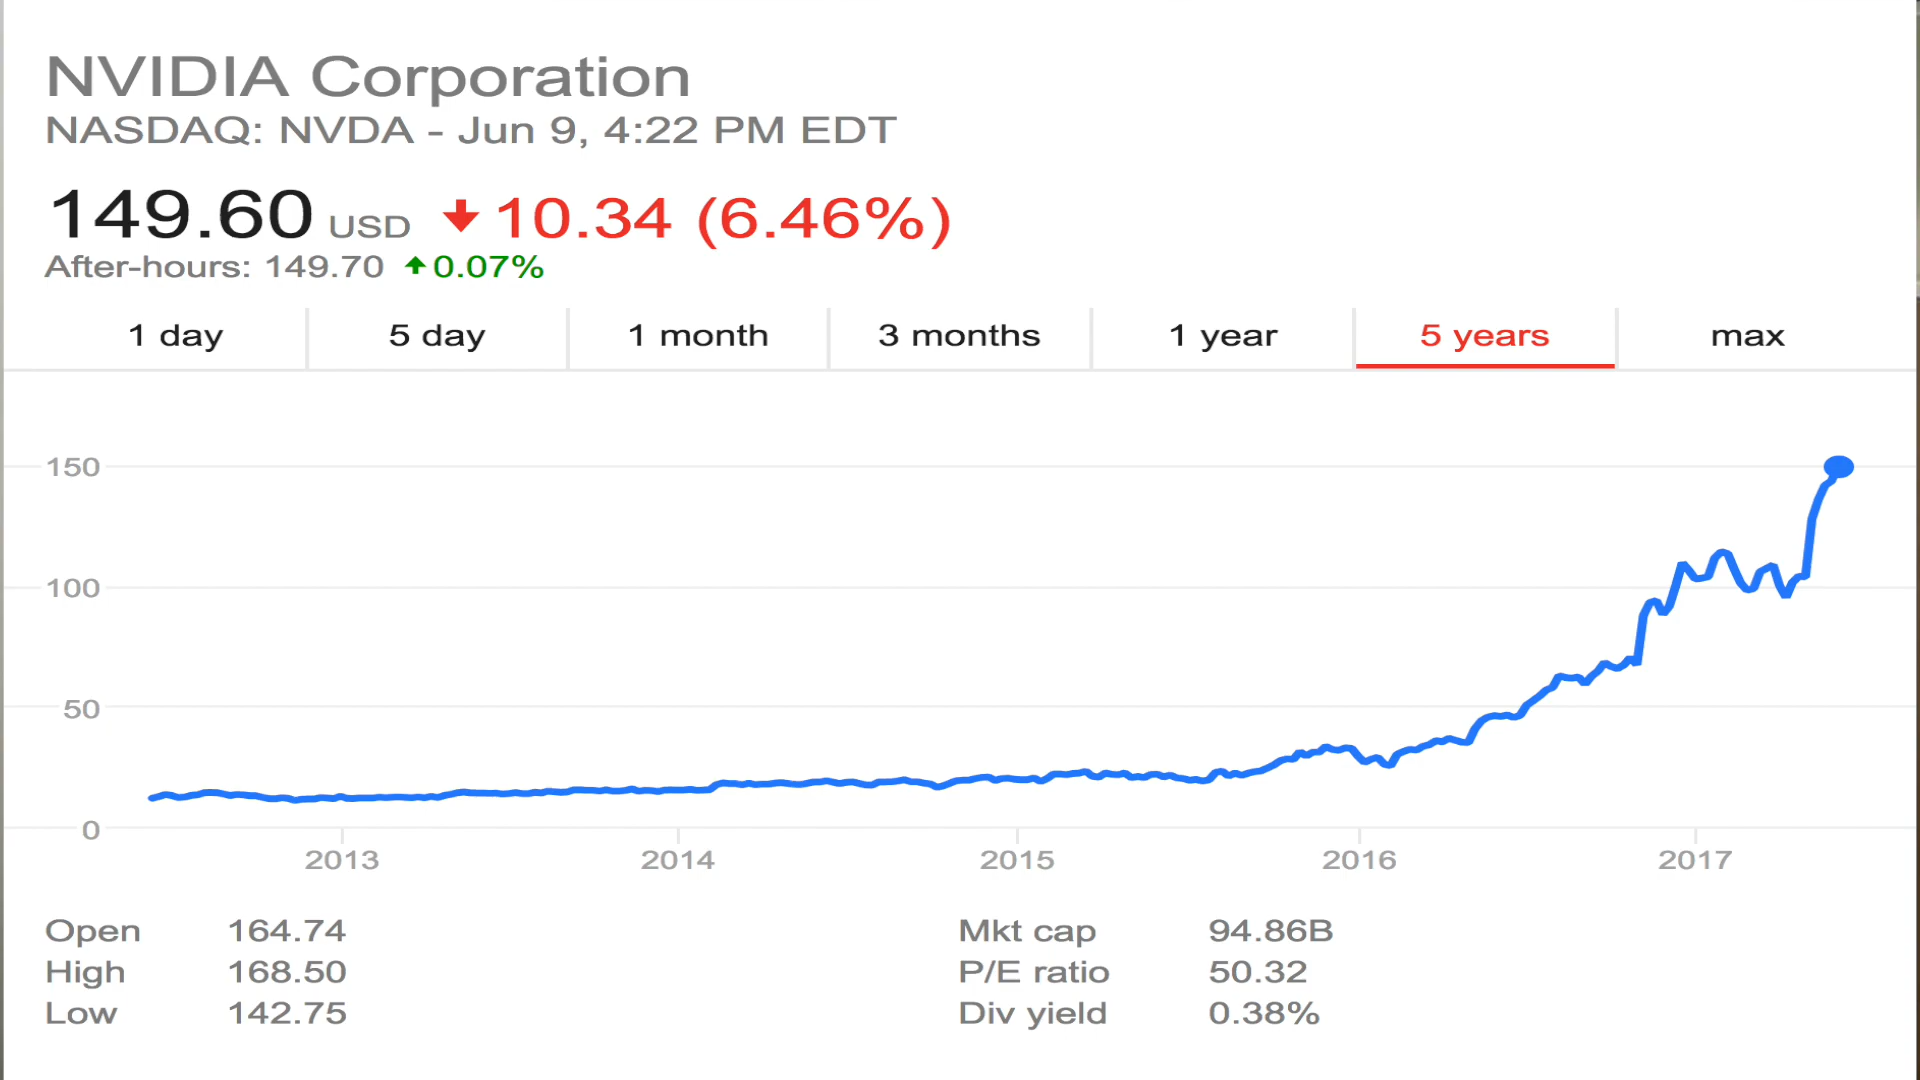 NVIDIA Corporation
NASDAQ: NVDA - Jun 9, 4:22 PM EDT
149.60 USD 10.34 (6.46%)
After-hours: 149.70 0.07%
1 day 5 day 1 month 3 months 1 year 5 years max
150
100
50
0
2013 2014 2015 2016 2017
Open 164.74 Mkt cap 94.86B
High 168.50 P/E ratio 50.32
Low 142.75 Div yield 0.38%